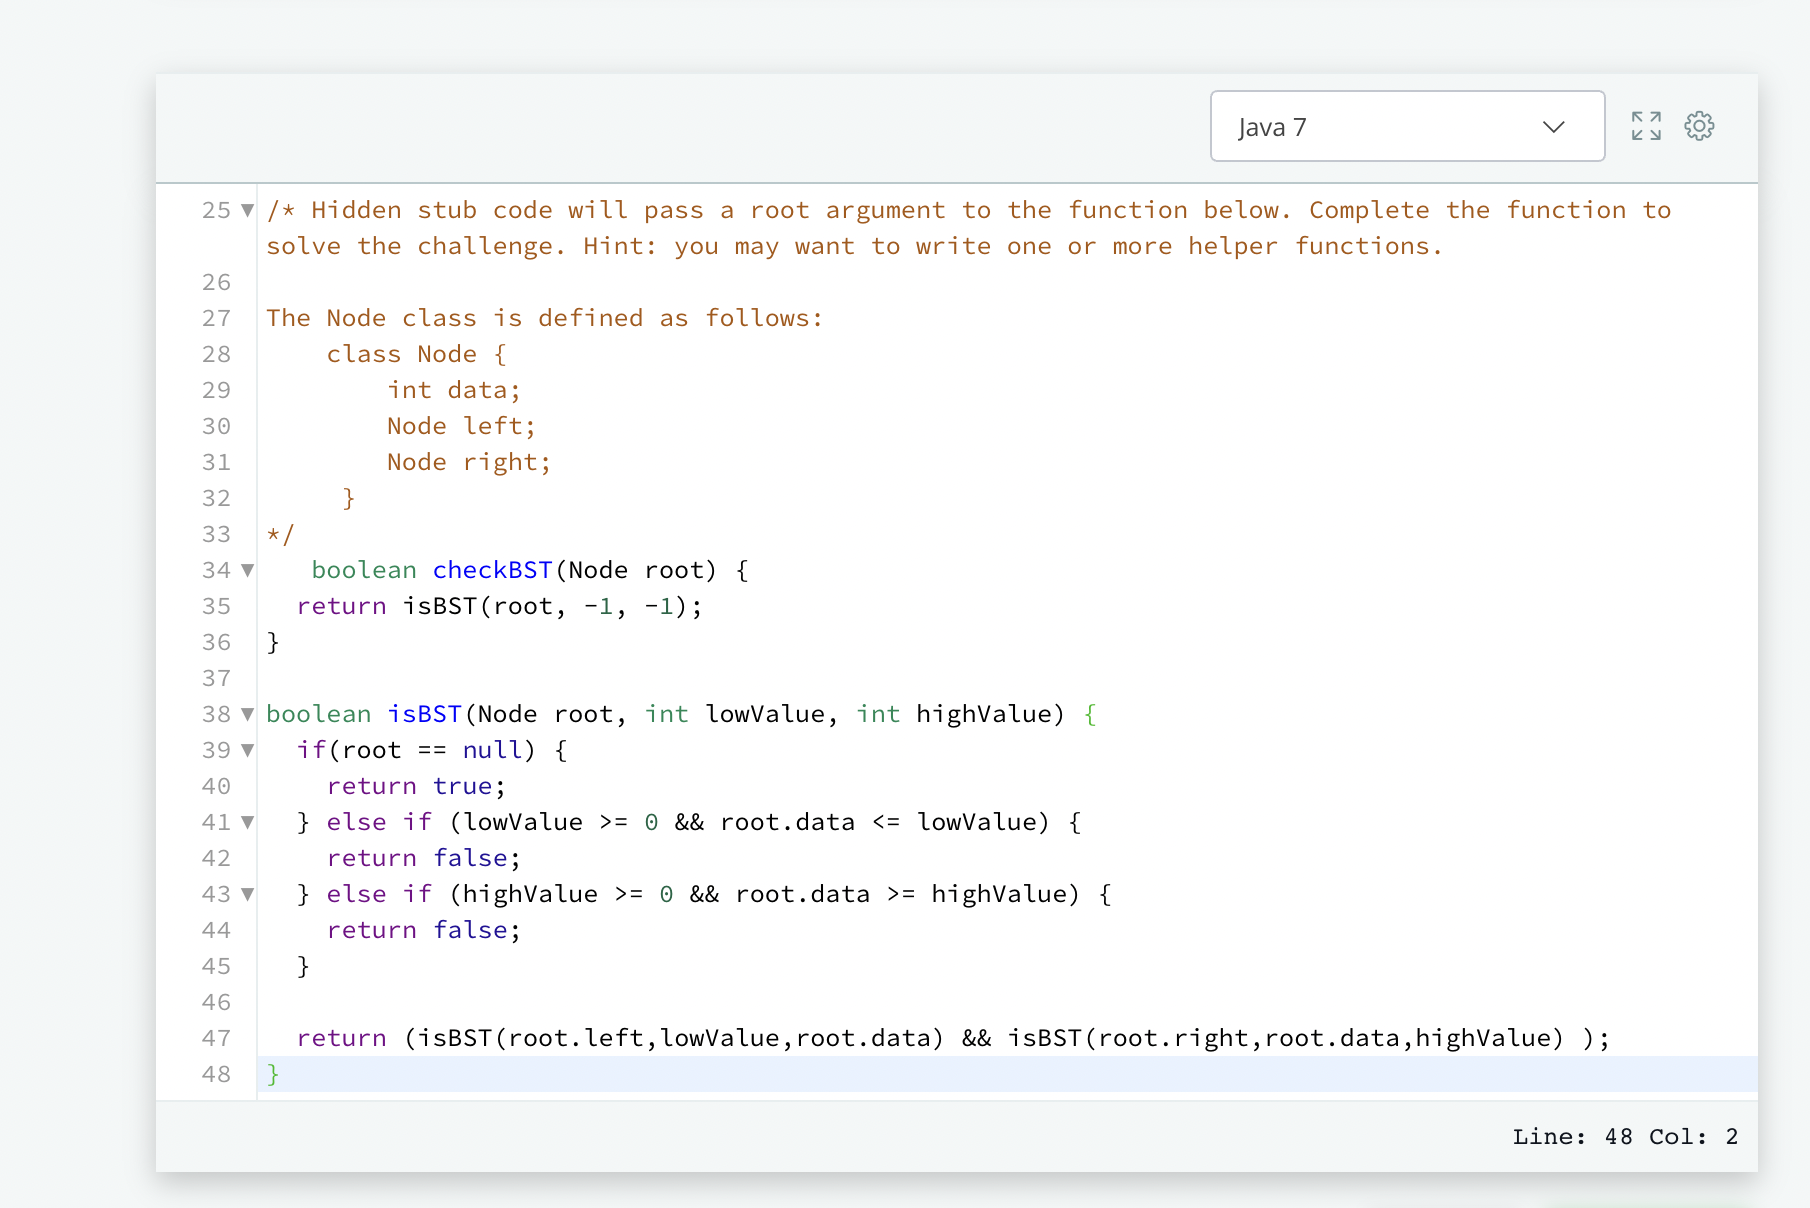 Java 7
25 /* Hidden stub code will pass a root argument to the function below. Complete the function to
solve the challenge. Hint: you may want to write one or more helper functions.
26
27 The Node class is defined as follows:
28     class Node {
29         int data;
30         Node left;
31         Node right;
32      }
33 */
34    boolean checkBST(Node root) {
35   return isBST(root, -1, -1);
36 }
37
38 boolean isBST(Node root, int lowValue, int highValue) {
39   if(root == null) {
40     return true;
41   } else if (lowValue >= 0 && root.data <= lowValue) {
42     return false;
43   } else if (highValue >= 0 && root.data >= highValue) {
44     return false;
45   }
46
47   return (isBST(root.left,lowValue,root.data) && isBST(root.right,root.data,highValue) );
48 }
Line: 48 Col: 2